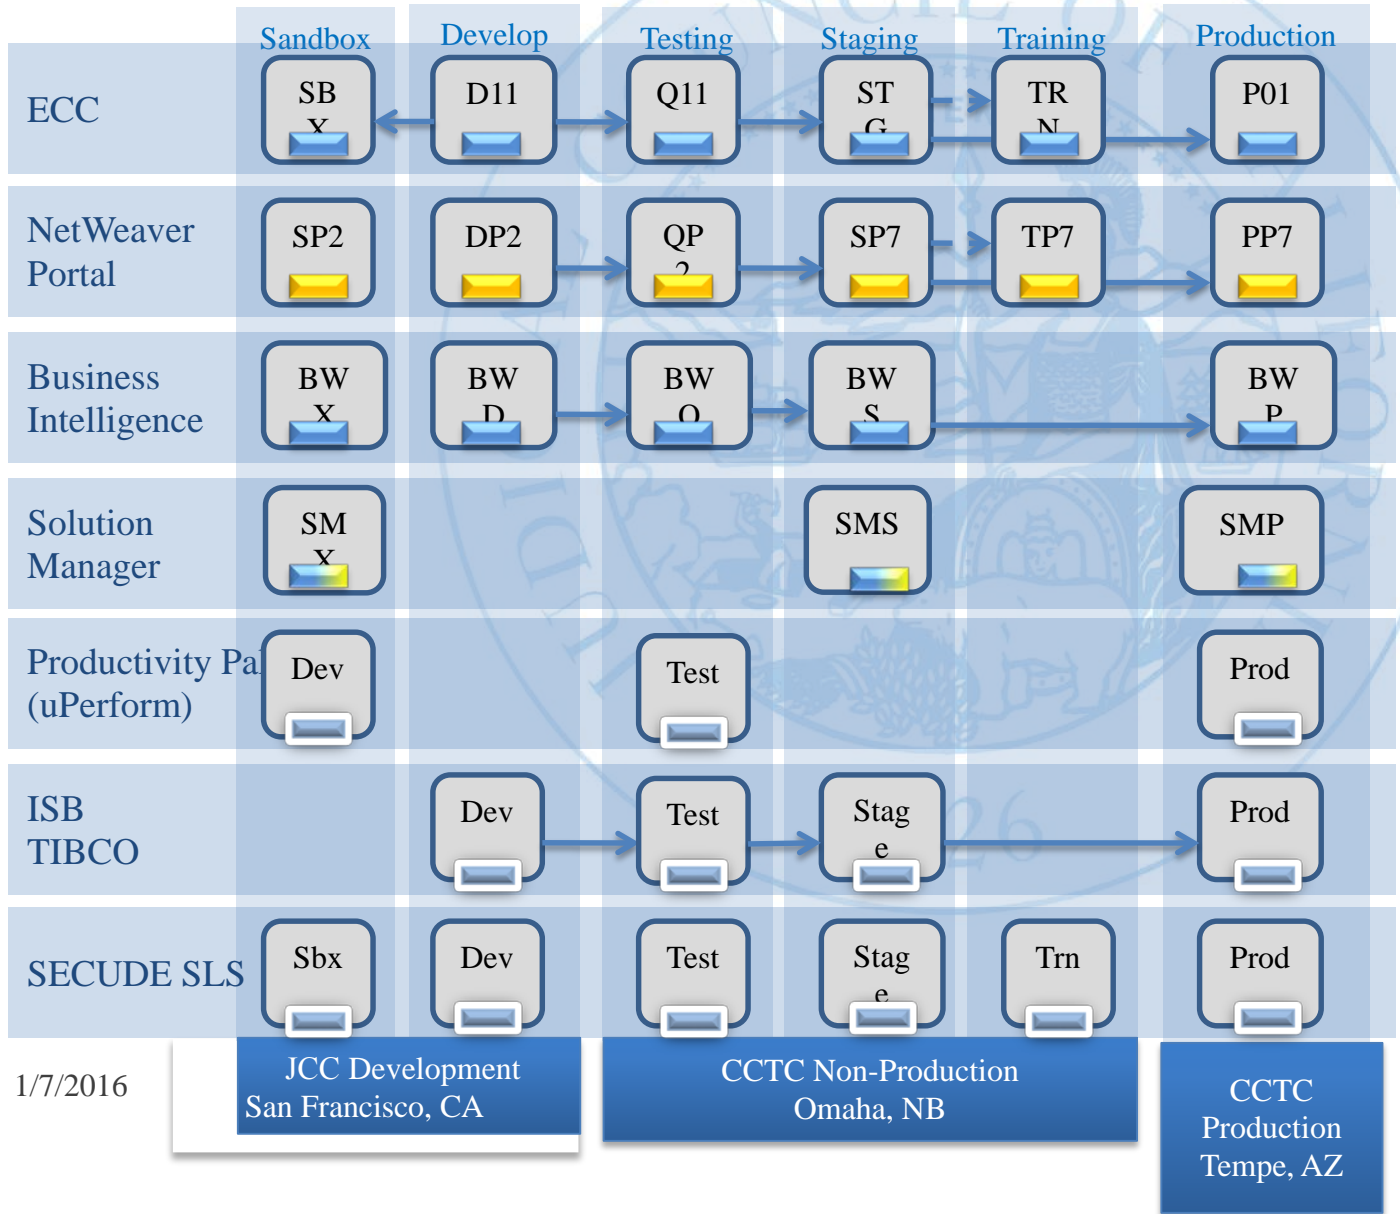 Sandbox Develop Testing Staging Training Production
ECC
SB
X
D11
Q11
ST
G
TR
N
P01
NetWeaver
Portal
SP2
DP2
QP
2
SP7
TP7
PP7
Business
Intelligence
BW
X
BW
D
BW
Q
BW
S
BW
P
Solution
Manager
SM
X
SMS
SMP
Productivity Pa
(uPerform)
Dev
Test
Prod
ISB
TIBCO
Dev
Test
Stag
e
Prod
SECUDE SLS
Sbx
Dev
Test
Stag
e
Trn
Prod
1/7/2016
JCC Development
San Francisco, CA
CCTC Non-Production
Omaha, NB
CCTC
Production
Tempe, AZ